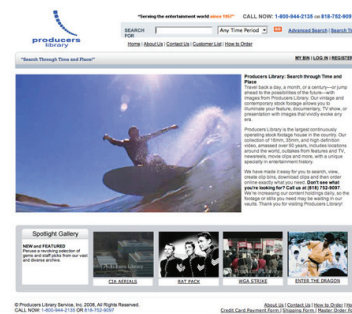 "Serving the entertainment world since 1957" CALL NOW: 1-800-944-2135 OR 818-752-909
SEARCH FOR Any Time Period GO Advanced Search | Search
producers
library
Home | About Us | Contact Us | Customer List | How to Order
"Search Through Time and Place!"
MY BIN | LOG IN | REGISTER
Producers Library: Search through Time and
Place
Travel back a day, a month, or a century—or jump
ahead to the possibilities of the future—with
images from Producers Library. Our vintage and
contemporary stock footage allows you to
illuminate your feature, documentary, TV show, or
presentation with images that vividly evoke any
era.
Producers Library is the largest continuously
operating stock footage house in the country. Our
collection of 16mm, 35mm, and high definition
video, amassed over 50 years, includes locations
around the world, outtakes from features and TV,
newsreels, movie clips and more, with a unique
specialty in entertainment history.
We have made it easy for you to search, view,
create clip bins, download clips and then order
online exactly what you need. Don't see what
you're looking for? Call us at (818) 752-9097
We're increasing our content holdings daily, so the
footage or stills you need may be waiting in our
vaults. Thank you for visiting Producers Library!
Spotlight Gallery
NEW and FEATURED
Peruse a revolving selection of
gems and staff picks from our vast
and diverse archive.
CIA AERIALS
RAT PACK
WGA STRIKE
ENTER THE DRAGON
© Producers Library Service, Inc. 2008, All Rights Reserved.
CALL NOW: 1-800-944-2135 OR 818-752-9097
About Us | Contact Us | How to Order |
Credit Card Payment Form | Shipping Form | Master Order